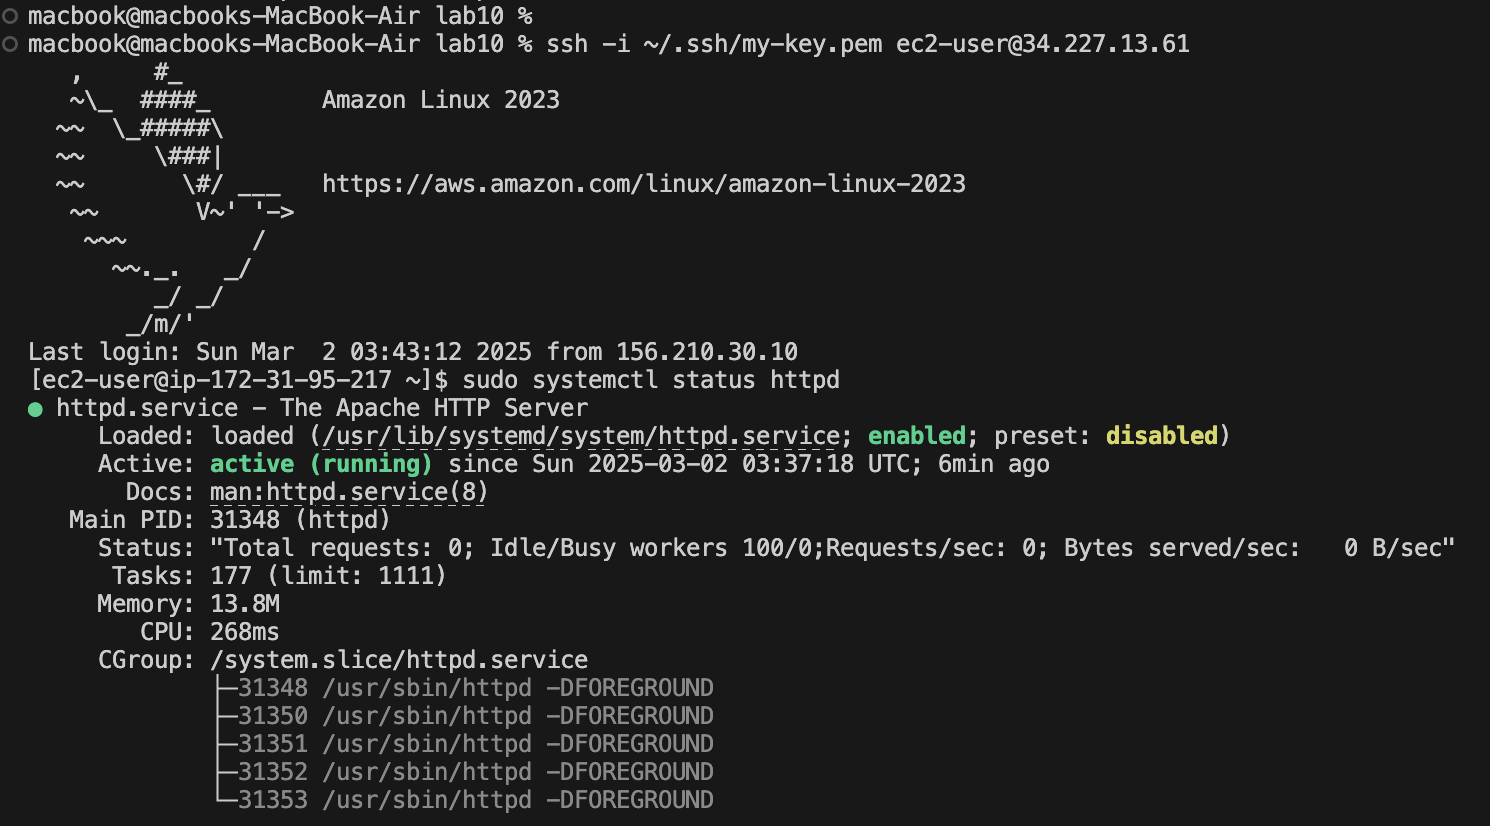 macbook@macbooks-MacBook-Air lab10 %
macbook@macbooks-MacBook-Air lab10 % ssh -i ~/.ssh/my-key.pem ec2-user@34.227.13.61
   ,     #_
   ~\_  ####_        Amazon Linux 2023
  ~~  \_#####\
  ~~     \###|
  ~~       \#/ ___   https://aws.amazon.com/linux/amazon-linux-2023
   ~~       V~' '->
    ~~~         /
      ~~._.   _/
         _/ _/
       _/m/'
Last login: Sun Mar  2 03:43:12 2025 from 156.210.30.10
[ec2-user@ip-172-31-95-217 ~]$ sudo systemctl status httpd
● httpd.service - The Apache HTTP Server
     Loaded: loaded (/usr/lib/systemd/system/httpd.service; enabled; preset: disabled)
     Active: active (running) since Sun 2025-03-02 03:37:18 UTC; 6min ago
       Docs: man:httpd.service(8)
   Main PID: 31348 (httpd)
     Status: "Total requests: 0; Idle/Busy workers 100/0;Requests/sec: 0; Bytes served/sec:   0 B/sec"
      Tasks: 177 (limit: 1111)
     Memory: 13.8M
        CPU: 268ms
     CGroup: /system.slice/httpd.service
             ├─31348 /usr/sbin/httpd -DFOREGROUND
             ├─31350 /usr/sbin/httpd -DFOREGROUND
             ├─31351 /usr/sbin/httpd -DFOREGROUND
             ├─31352 /usr/sbin/httpd -DFOREGROUND
             └─31353 /usr/sbin/httpd -DFOREGROUND